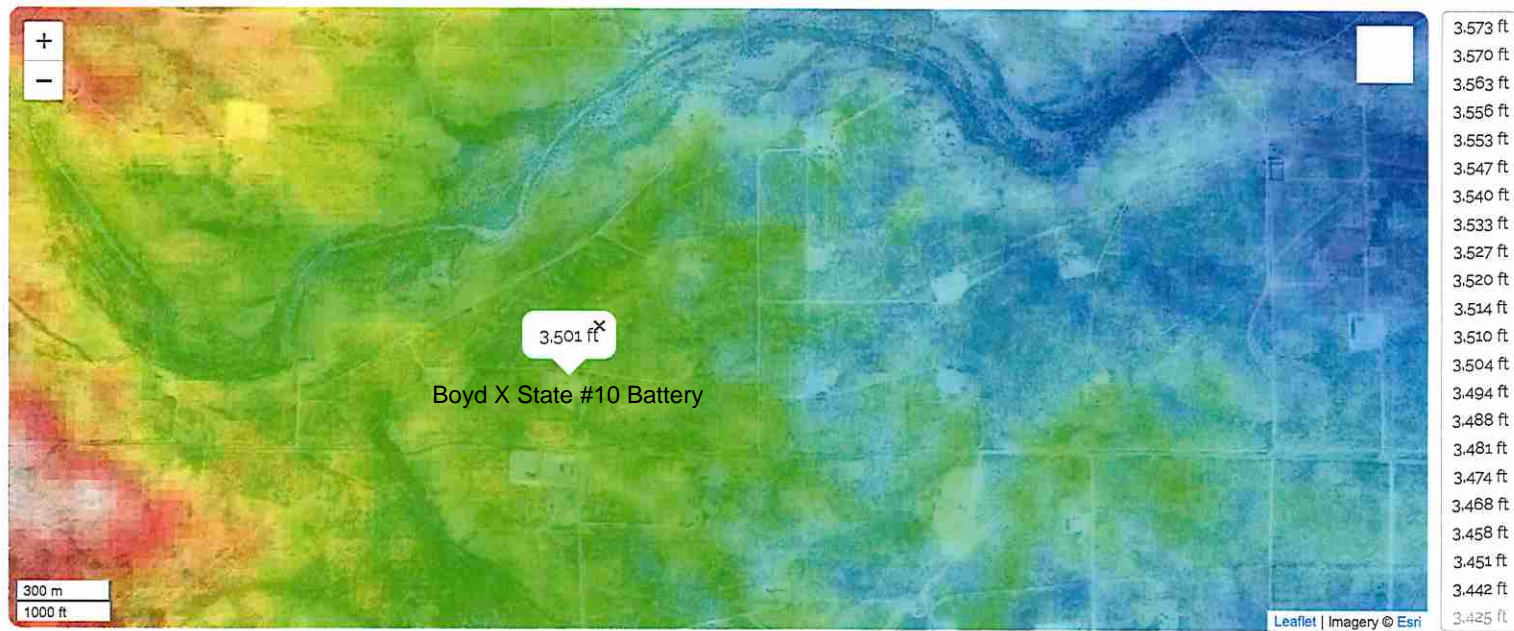 +
−
3,501 ft
×
Boyd X State #10 Battery
300 m
1000 ft
Leaflet | Imagery © Esri
3,573 ft
3,570 ft
3,563 ft
3,556 ft
3,553 ft
3,547 ft
3,540 ft
3,533 ft
3,527 ft
3,520 ft
3,514 ft
3,510 ft
3,504 ft
3,494 ft
3,488 ft
3,481 ft
3,474 ft
3,468 ft
3,458 ft
3,451 ft
3,442 ft
3,425 ft